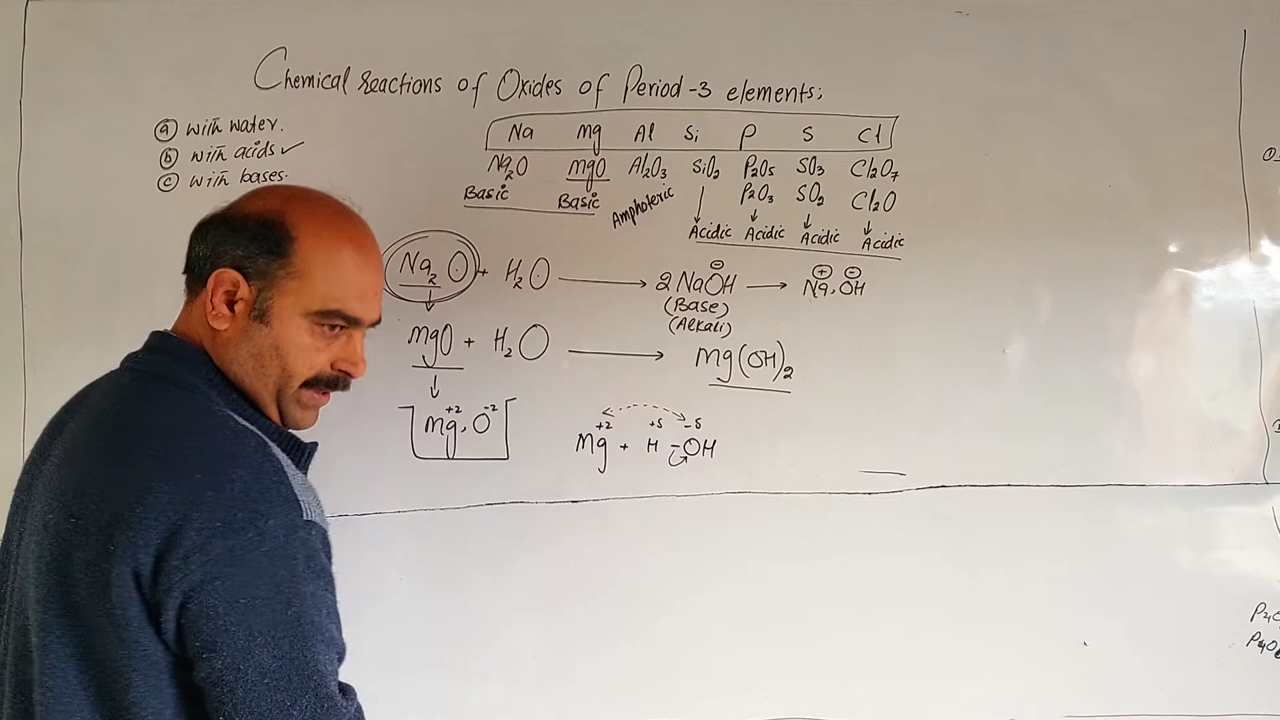 Chemical reactions of Oxides of Period-3 elements;
ⓐ with water.
ⓑ with acids ✓
ⓒ with bases.
Na Mg Al Si P S Cl
Na₂O MgO Al₂O₃ SiO₂ P₂O₅ SO₃ Cl₂O₇
Basic Basic Amphoteric P₂O₃ SO₂ Cl₂O
↓ ↓ ↓ ↓
Acidic Acidic Acidic Acidic
Na₂O + H₂O ⟶ 2NaOH⊖ ⟶ Na⊕, OH⊖
(Base)
(Alkali)
MgO + H₂O ⟶ Mg(OH)₂
↓
Mg⁺², O⁻²
Mg⁺² + H⁺ᵟ -OH⁻ᵟ